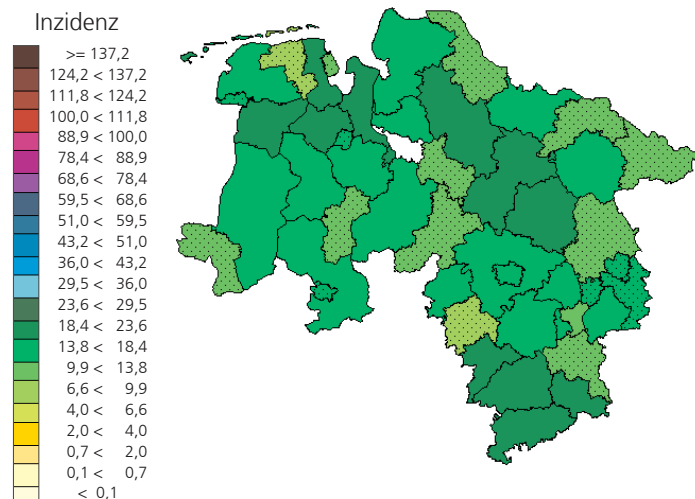 Inzidenz
>= 137,2
124,2 < 137,2
111,8 < 124,2
100,0 < 111,8
88,9 < 100,0
78,4 < 88,9
68,6 < 78,4
59,5 < 68,6
51,0 < 59,5
43,2 < 51,0
36,0 < 43,2
29,5 < 36,0
23,6 < 29,5
18,4 < 23,6
13,8 < 18,4
9,9 < 13,8
6,6 < 9,9
4,0 < 6,6
2,0 < 4,0
0,7 < 2,0
0,1 < 0,7
< 0,1